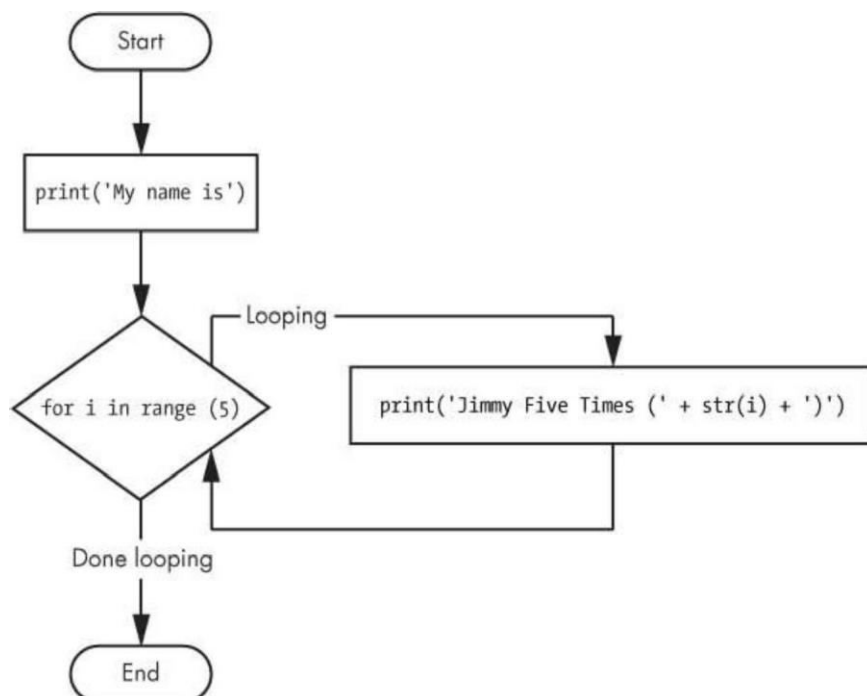 Start
print('My name is')
Looping
for i in range (5)
print('Jimmy Five Times (' + str(i) + ')')
Done looping
End